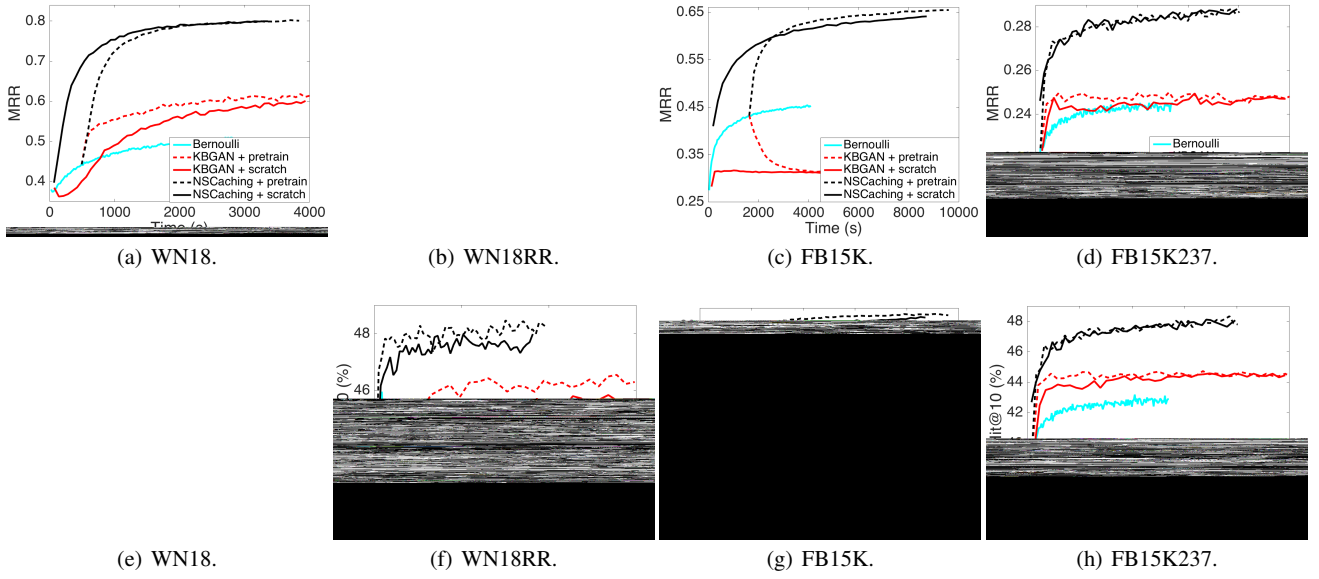 0.8
0.7
0.6
0.5
0.4
MRR
Bernoulli
KBGAN + pretrain
KBGAN + scratch
NSCaching + pretrain
NSCaching + scratch
0 1000 2000 3000 4000
Time (s)
(a) WN18.
(b) WN18RR.
0.65
0.55
0.45
0.35
0.25
MRR
Bernoulli
KBGAN + pretrain
KBGAN + scratch
NSCaching + pretrain
NSCaching + scratch
0 2000 4000 6000 8000 10000
Time (s)
(c) FB15K.
0.28
0.26
0.24
MRR
Bernoulli
(d) FB15K237.
(e) WN18.
48
46
(%)
(f) WN18RR.
(g) FB15K.
48
46
44
42
it@10 (%)
(h) FB15K237.